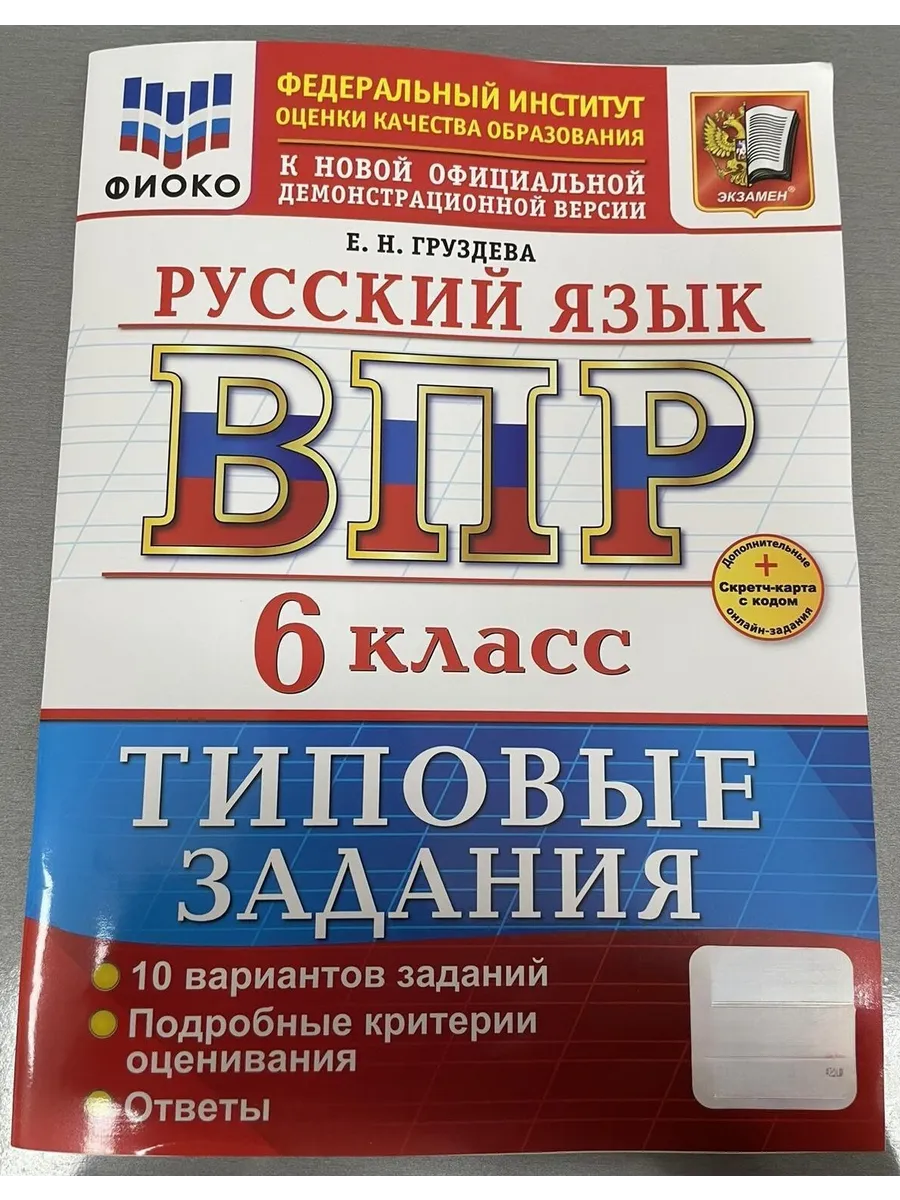 ФИОКО
ФЕДЕРАЛЬНЫЙ ИНСТИТУТ
ОЦЕНКИ КАЧЕСТВА ОБРАЗОВАНИЯ
К НОВОЙ ОФИЦИАЛЬНОЙ
ДЕМОНСТРАЦИОННОЙ ВЕРСИИ
ЭКЗАМЕН®
Е. Н. ГРУЗДЕВА
РУССКИЙ ЯЗЫК
ВПР
Дополнительные
+
Скретч-карта
с кодом
онлайн-задания
6 класс
ТИПОВЫЕ
ЗАДАНИЯ
10 вариантов заданий
Подробные критерии
оценивания
Ответы